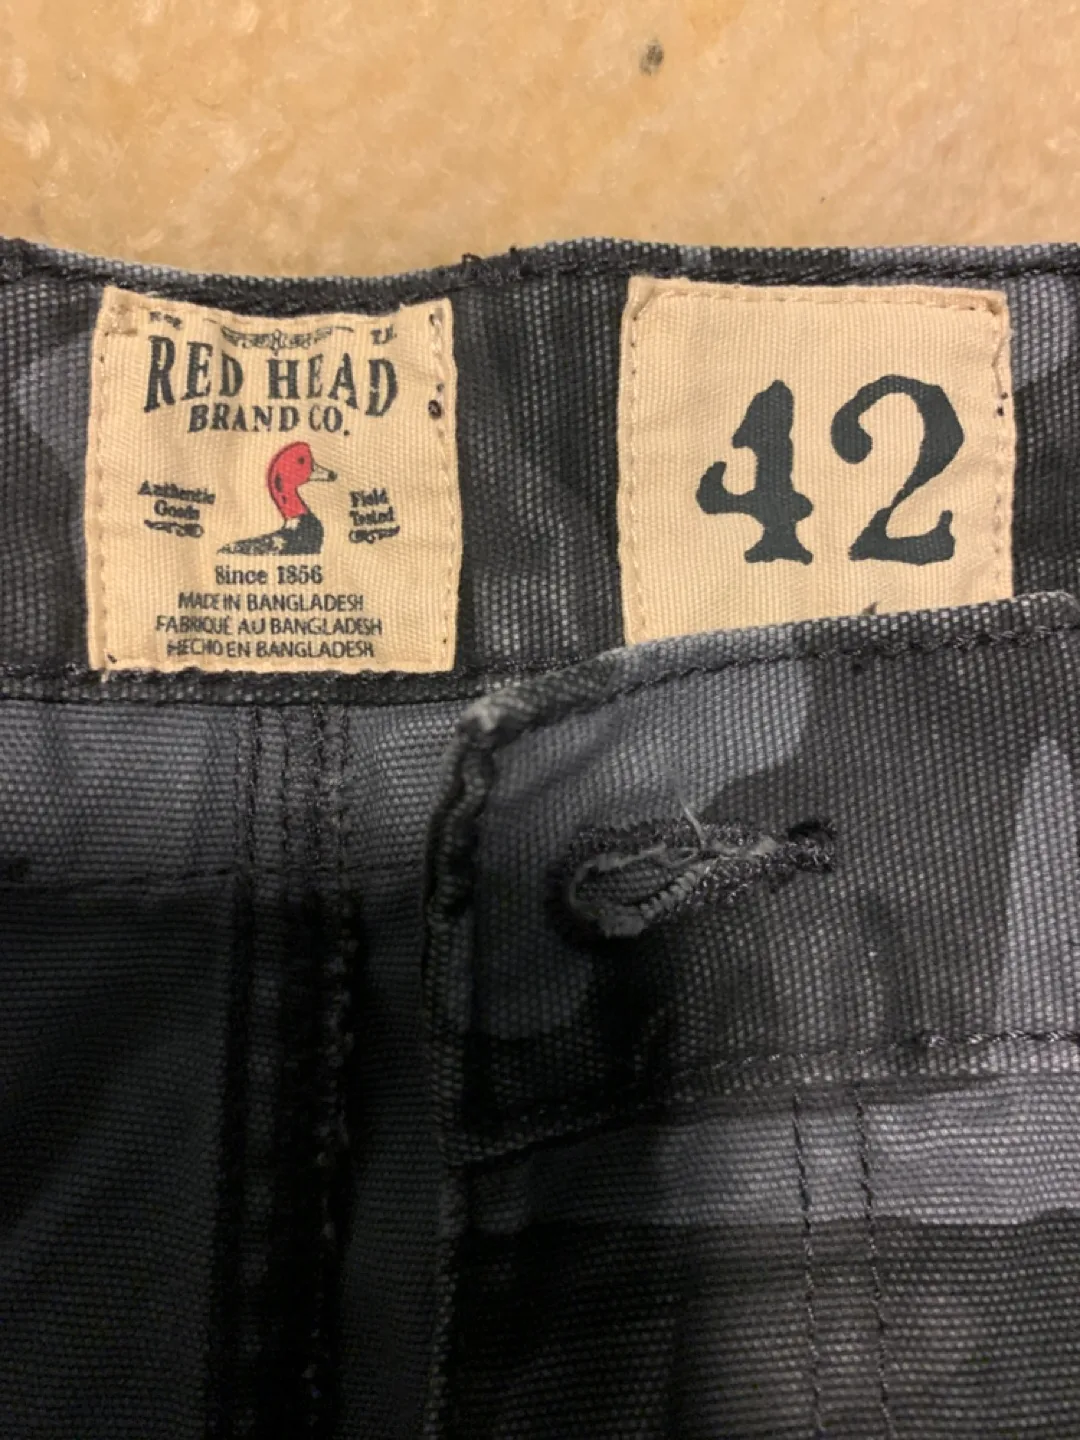 RED HEAD
BRAND CO.
Authentic
Goods
Field
Tested
Since 1856
MADE IN BANGLADESH
FABRIQUÉ AU BANGLADESH
HECHO EN BANGLADESH
42